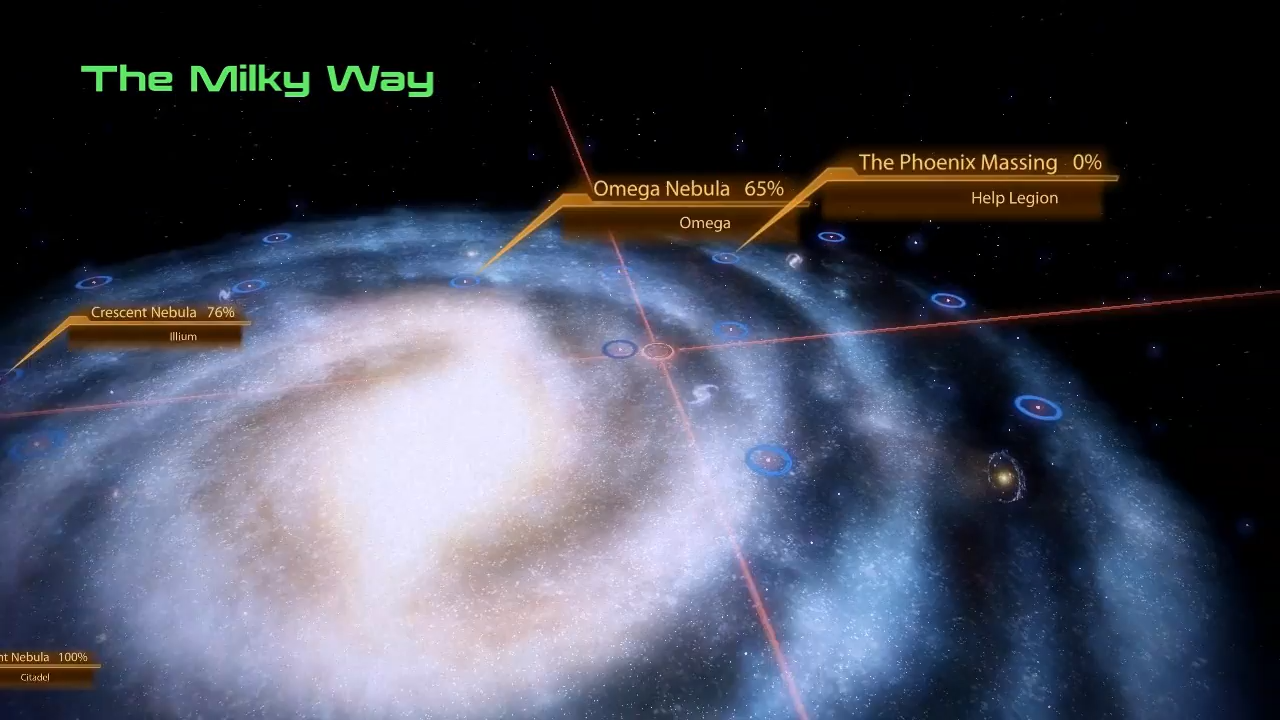 The Milky Way
The Phoenix Massing 0%
Help Legion
Omega Nebula 65%
Omega
Crescent Nebula 76%
Illium
nt Nebula 100%
Citadel